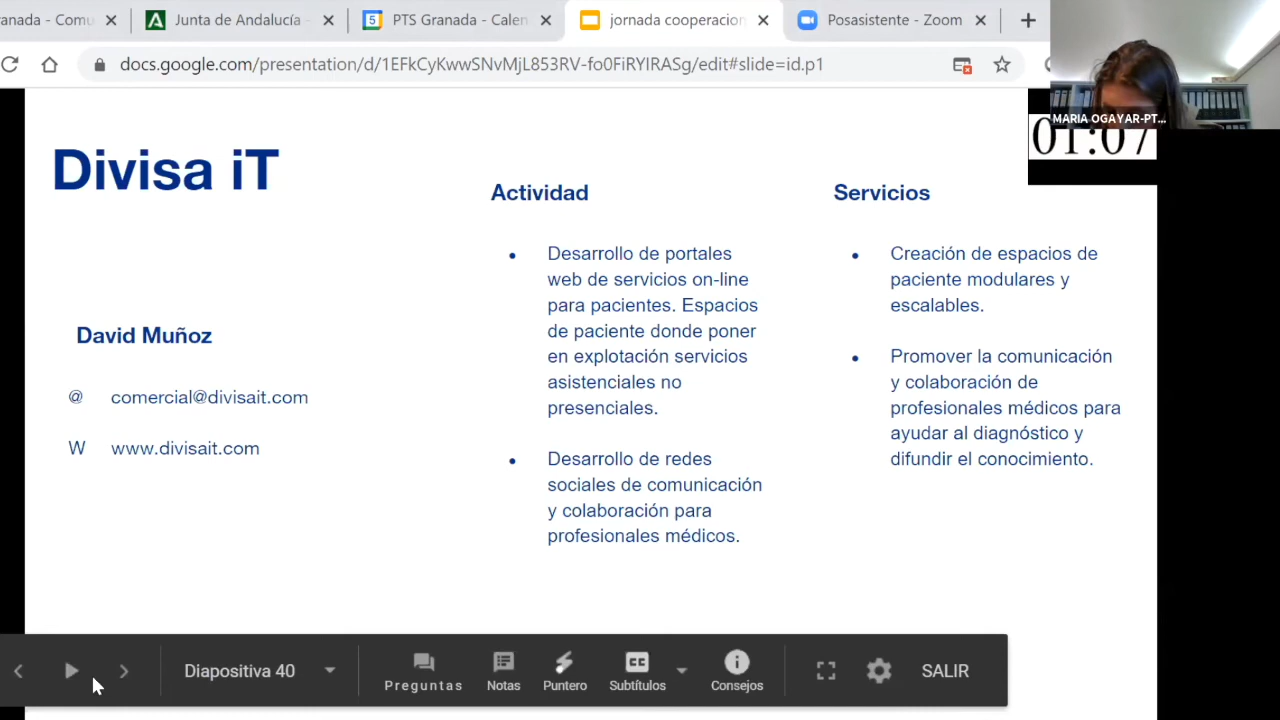 ranada - Comu
Junta de Andalucía -
5
PTS Granada - Calen
jornada cooperacion
Posasistente - Zoom
docs.google.com/presentation/d/1EFkCyKwwSNvMjL853RV-fo0FiRYIRASg/edit#slide=id.p1
MARIA OGAYAR-PT...
01:07
Divisa iT
David Muñoz
@ comercial@divisait.com
W www.divisait.com
Actividad
• Desarrollo de portales
web de servicios on-line
para pacientes. Espacios
de paciente donde poner
en explotación servicios
asistenciales no
presenciales.
• Desarrollo de redes
sociales de comunicación
y colaboración para
profesionales médicos.
Servicios
• Creación de espacios de
paciente modulares y
escalables.
• Promover la comunicación
y colaboración de
profesionales médicos para
ayudar al diagnóstico y
difundir el conocimiento.
Diapositiva 40
Preguntas
Notas
Puntero
CC
Subtítulos
Consejos
SALIR